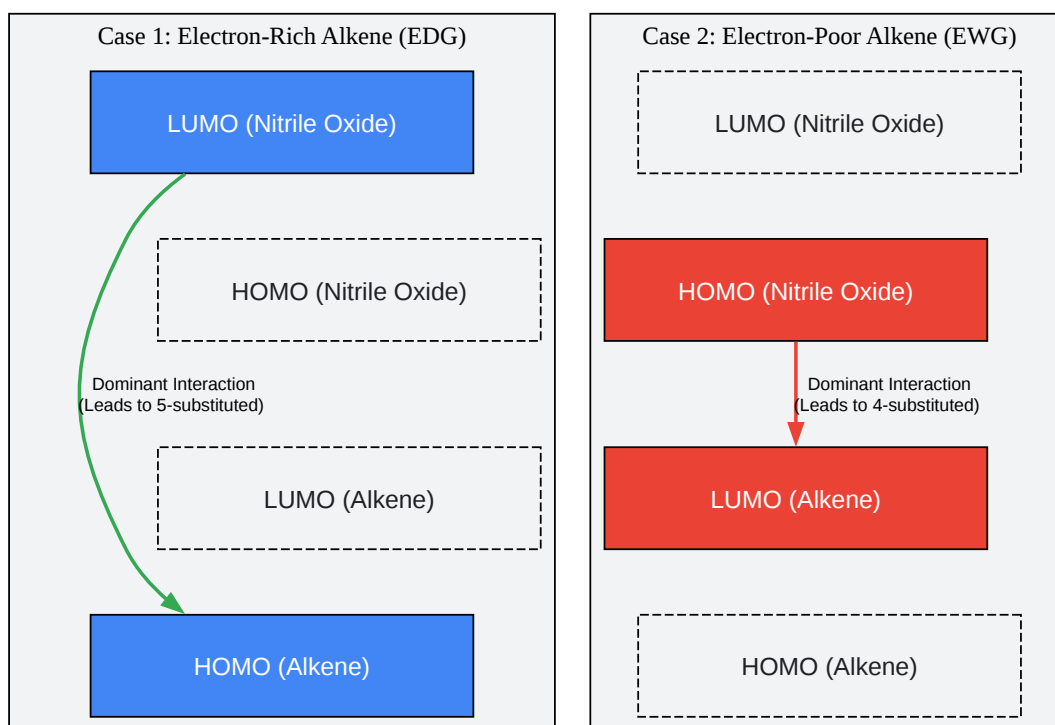 Case 1: Electron-Rich Alkene (EDG)
LUMO (Nitrile Oxide)
HOMO (Nitrile Oxide)
Dominant Interaction
(Leads to 5-substituted)
LUMO (Alkene)
HOMO (Alkene)
Case 2: Electron-Poor Alkene (EWG)
LUMO (Nitrile Oxide)
HOMO (Nitrile Oxide)
Dominant Interaction
(Leads to 4-substituted)
LUMO (Alkene)
HOMO (Alkene)